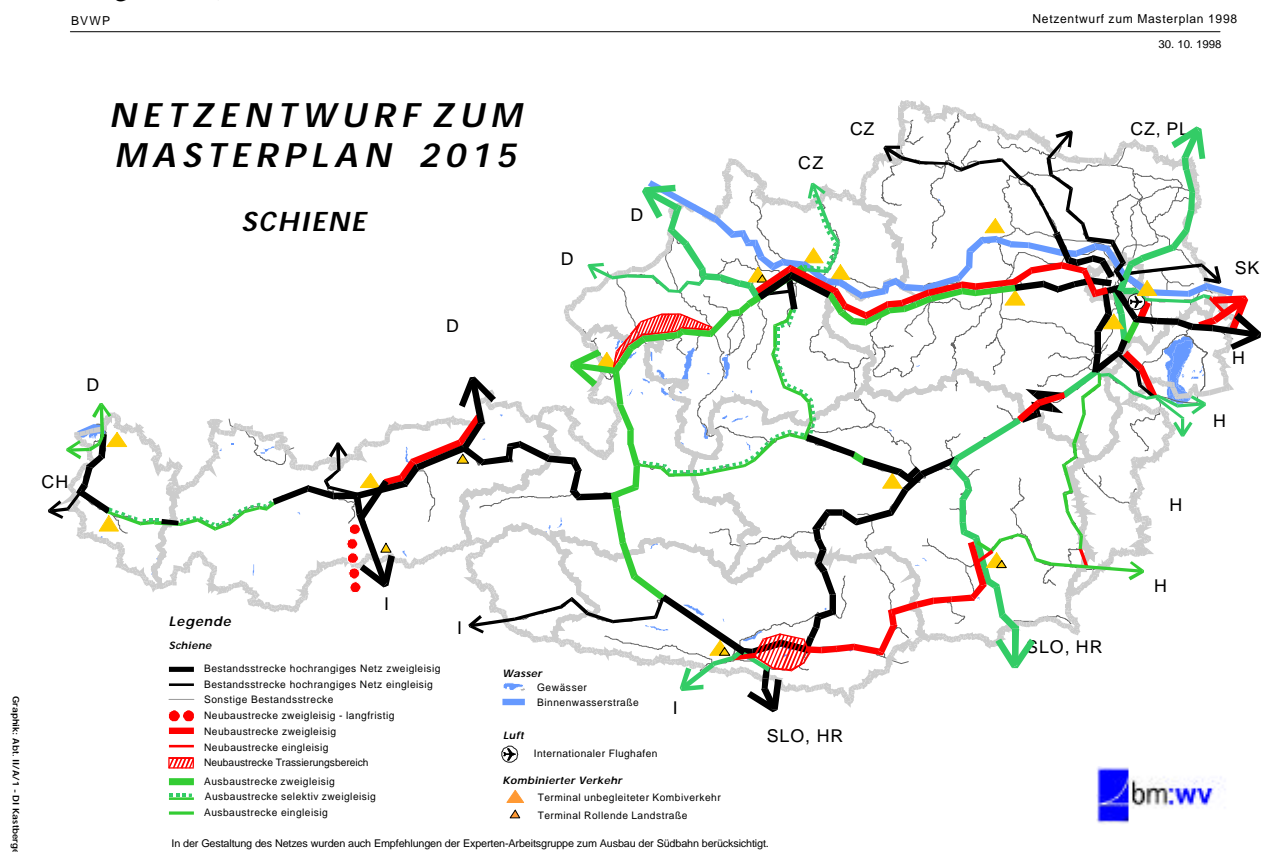 BVWP
Netzentwurf zum Masterplan 1998
30. 10. 1998
NETZENTWURF ZUM
MASTERPLAN 2015
SCHIENE
CZ
CZ, PL
CZ
D
D
SK
D
H
D
H
CH
H
H
I
I
SLO, HR
I
SLO, HR
Legende
Schiene
Bestandsstrecke hochrangiges Netz zweigleisig
Bestandsstrecke hochrangiges Netz eingleisig
Sonstige Bestandsstrecke
Neubaustrecke zweigleisig - langfristig
Neubaustrecke zweigleisig
Neubaustrecke eingleisig
Neubaustrecke Trassierungsbereich
Ausbaustrecke zweigleisig
Ausbaustrecke selektiv zweigleisig
Ausbaustrecke eingleisig
Wasser
Gewässer
Binnenwasserstraße
Luft
Internationaler Flughafen
Kombinierter Verkehr
Terminal unbegleiteter Kombiverkehr
Terminal Rollende Landstraße
bm:wv
Graphik: Abt. II/A/1 - DI Kastberge
In der Gestaltung des Netzes wurden auch Empfehlungen der Experten-Arbeitsgruppe zum Ausbau der Südbahn berücksichtigt.